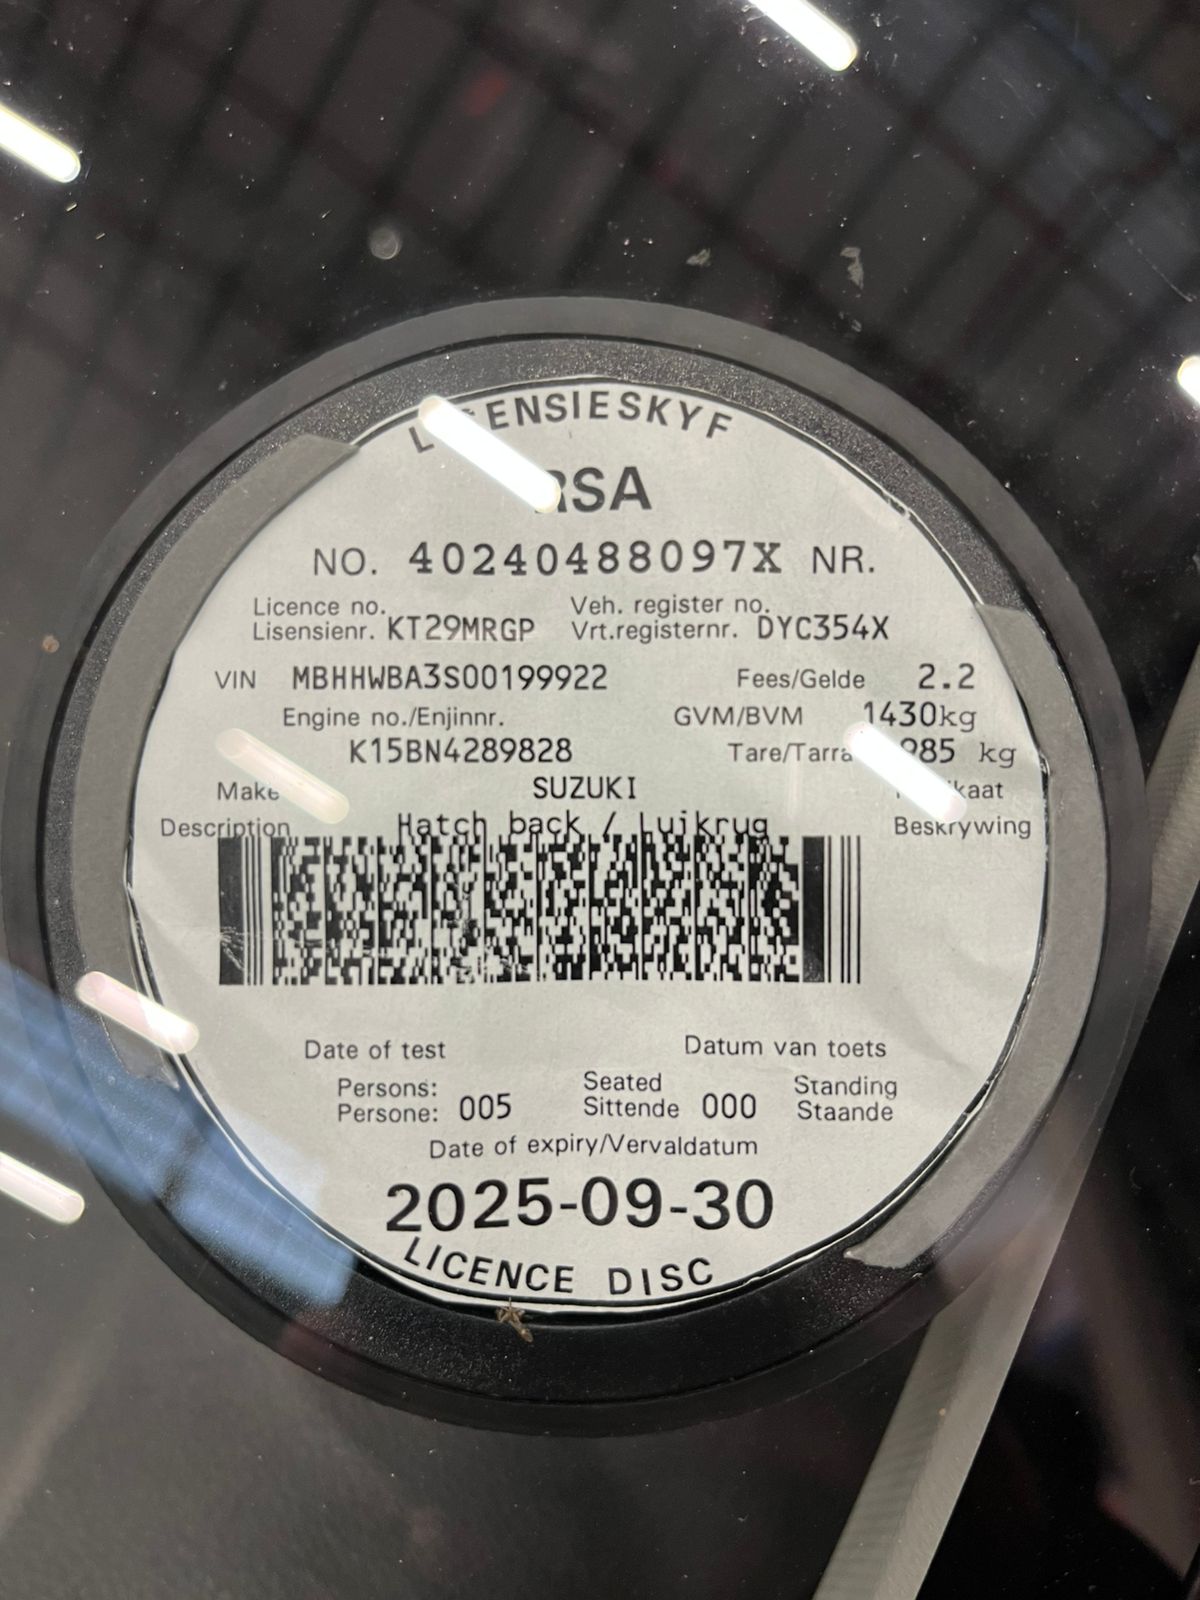 LISENSIESKYF
RSA
NO. 40240488097X NR.
Licence no. Veh. register no.
Lisensienr. KT29MRGP Vrt.registernr. DYC354X
VIN MBHHWBA3S00199922 Fees/Gelde 2.2
Engine no./Enjinnr. GVM/BVM 1430kg
K15BN4289828 Tare/Tarra 985 kg
Make SUZUKI
Description Hatch back / Luikrug Beskrywing
Date of test Datum van toets
Persons: Seated Standing
Persone: 005 Sittende 000 Staande
Date of expiry/Vervaldatum
2025-09-30
LICENCE DISC